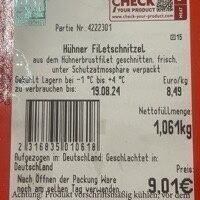 CHECK
YOUR PRODUCT
Partie Nr. 4222301
15
Hühner Filetschnitzel
aus dem Hühnerbrustfilet geschnitten, frisch,
unter Schutzatmosphäre verpackt
Gekühlt lagern bei -1 °C bis +4 °C
zu verbrauchen bis: 19.08.24
Euro/kg
8,49
Nettofüllmenge:
1,061kg
2316835010618
Aufgezogen in Deutschland: Geschlachtet in:
Deutschland
Preis:
Nach Öffnen der Packung Ware
noch am selben Tag verwenden.
9.01€
Achtung: Produkt vorschriftsmäßig kühlen, vor dem